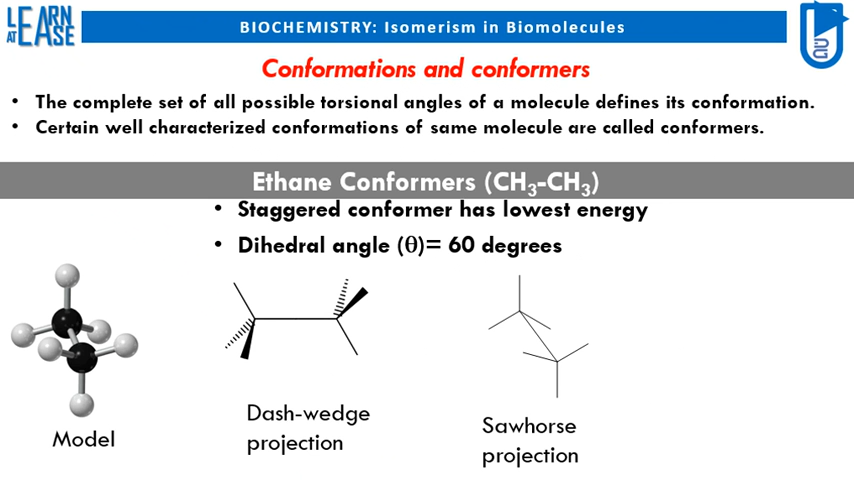 LEARN
AT EASE
BIOCHEMISTRY: Isomerism in Biomolecules
Conformations and conformers
• The complete set of all possible torsional angles of a molecule defines its conformation.
• Certain well characterized conformations of same molecule are called conformers.
Ethane Conformers (CH₃-CH₃)
• Staggered conformer has lowest energy
• Dihedral angle (θ)= 60 degrees
Model
Dash-wedge
projection
Sawhorse
projection